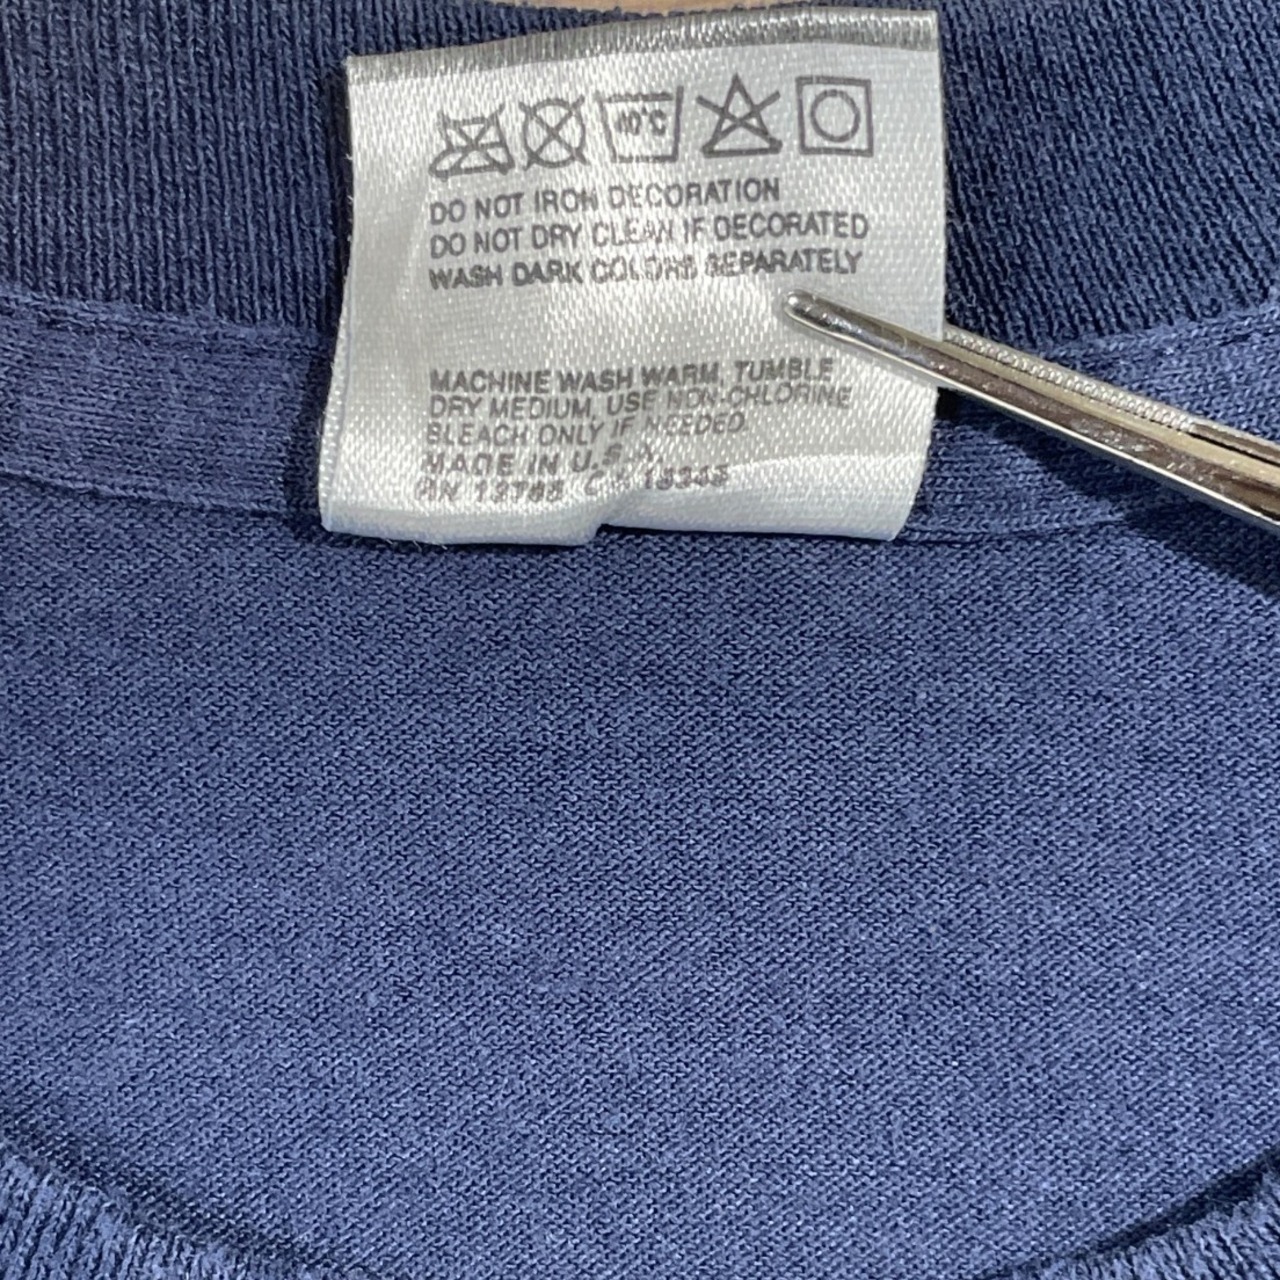 40°C
DO NOT IRON DECORATION
DO NOT DRY CLEAN IF DECORATED
WASH DARK COLORS SEPARATELY
MACHINE WASH WARM, TUMBLE
DRY MEDIUM, USE NON-CHLORINE
BLEACH ONLY IF NEEDED.
MADE IN U.S.A.
RN